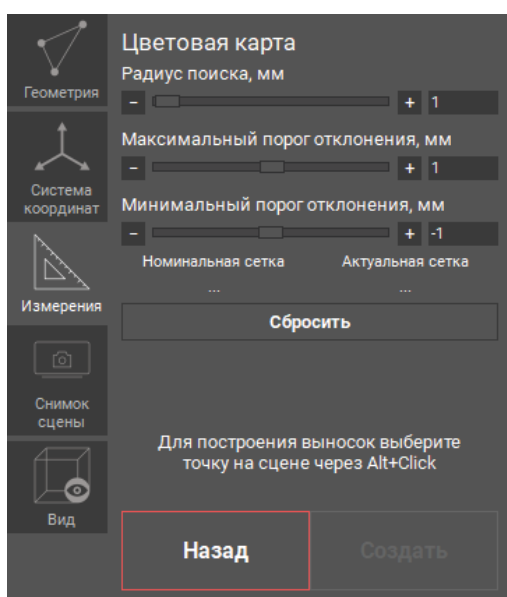 Геометрия
Система
координат
Измерения
Снимок
сцены
Вид
Цветовая карта
Радиус поиска, мм
- + 1
Максимальный порог отклонения, мм
- + 1
Минимальный порог отклонения, мм
- + -1
Номинальная сетка Актуальная сетка
... ...
Сбросить
Для построения выносок выберите
точку на сцене через Alt+Click
Назад Создать